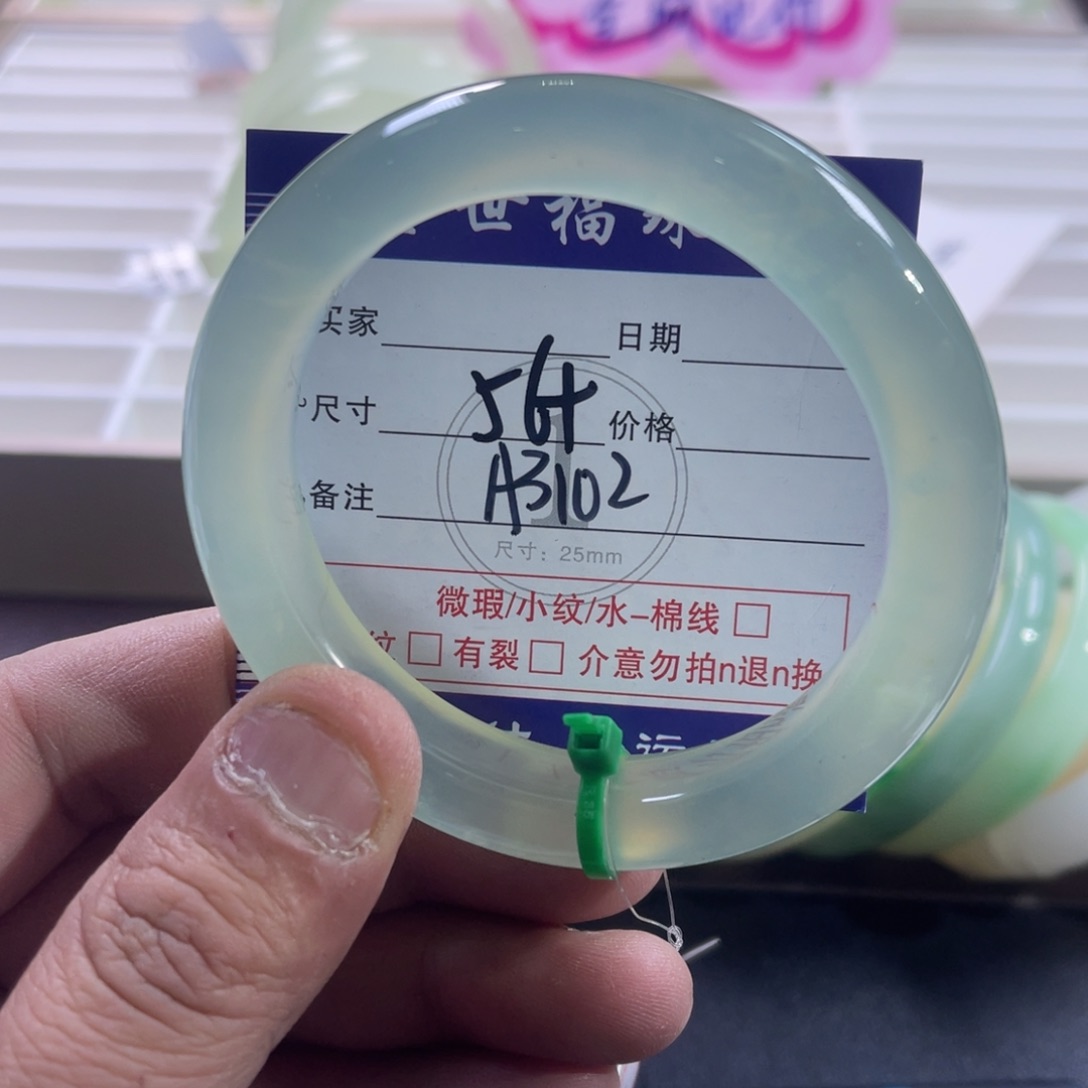 世福
买家 日期
尺寸 价格
56+
A3102
备注
尺寸：25mm
微瑕/小纹/水-棉线 □
纹 □ 有裂 □ 介意勿拍n退n换
运